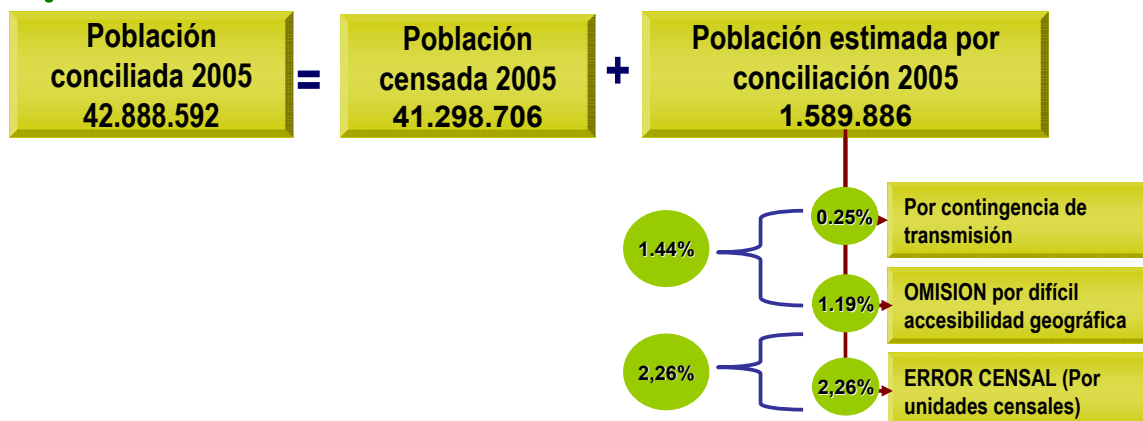 Población
conciliada 2005
42.888.592
=
Población
censada 2005
41.298.706
+
Población estimada por
conciliación 2005
1.589.886
0.25%
Por contingencia de
transmisión
1.44%
1.19%
OMISION por difícil
accesibilidad geográfica
2,26%
2,26%
ERROR CENSAL (Por
unidades censales)